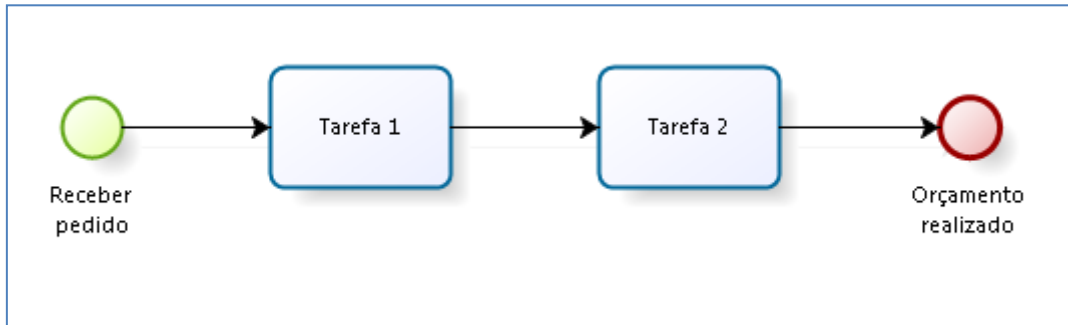 Tarefa 1
Tarefa 2
Receber
pedido
Orçamento
realizado